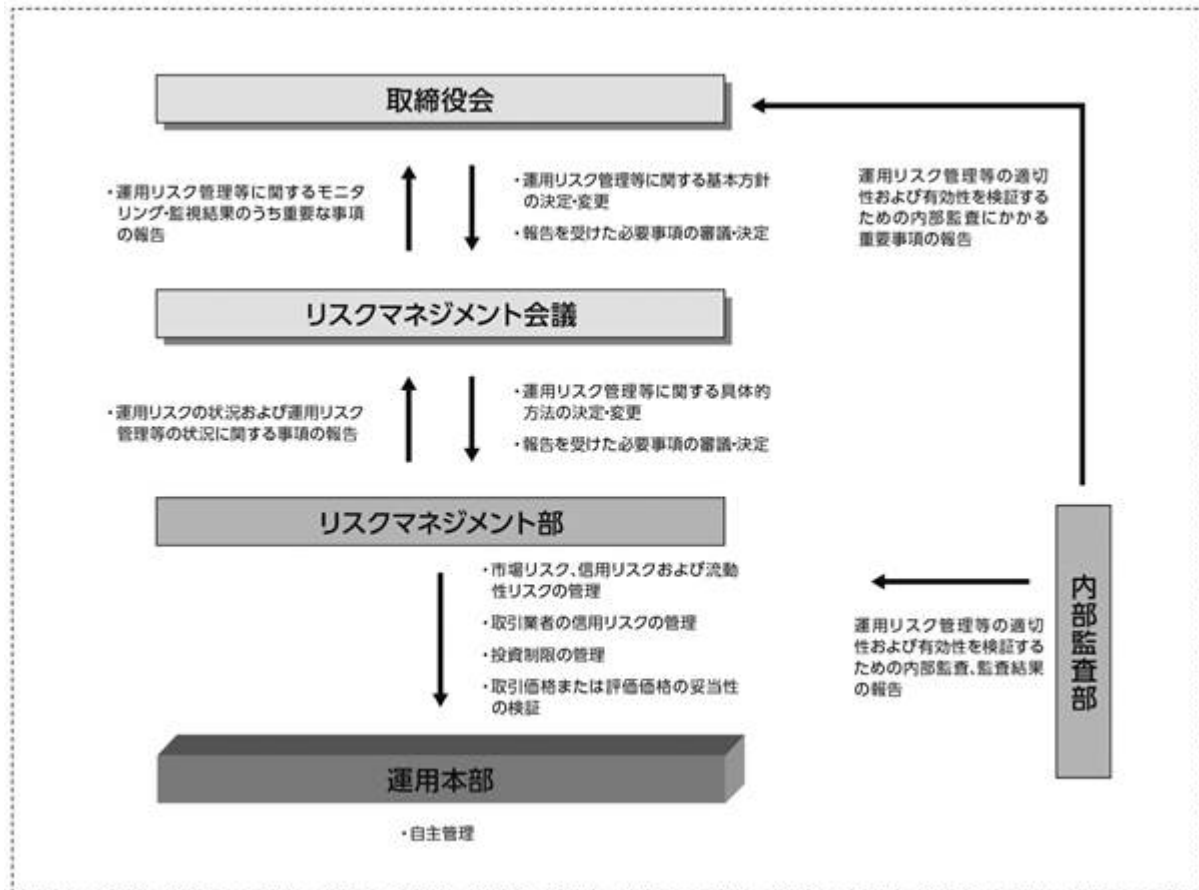 取締役会
・運用リスク管理等に関するモニタ
リング・監視結果のうち重要な事項
の報告
・運用リスク管理等に関する基本方針
の決定・変更
・報告を受けた必要事項の審議・決定
運用リスク管理等の適切
性および有効性を検証する
ための内部監査にかかる
重要事項の報告
リスクマネジメント会議
・運用リスクの状況および運用リスク
管理等の状況に関する事項の報告
・運用リスク管理等に関する具体的
方法の決定・変更
・報告を受けた必要事項の審議・決定
リスクマネジメント部
・市場リスク、信用リスクおよび流動
性リスクの管理
・取引業者の信用リスクの管理
・投資制限の管理
・取引価格または評価価格の妥当性
の検証
運用リスク管理等の適切
性および有効性を検証する
ための内部監査、監査結果
の報告
内部監査部
運用本部
・自主管理